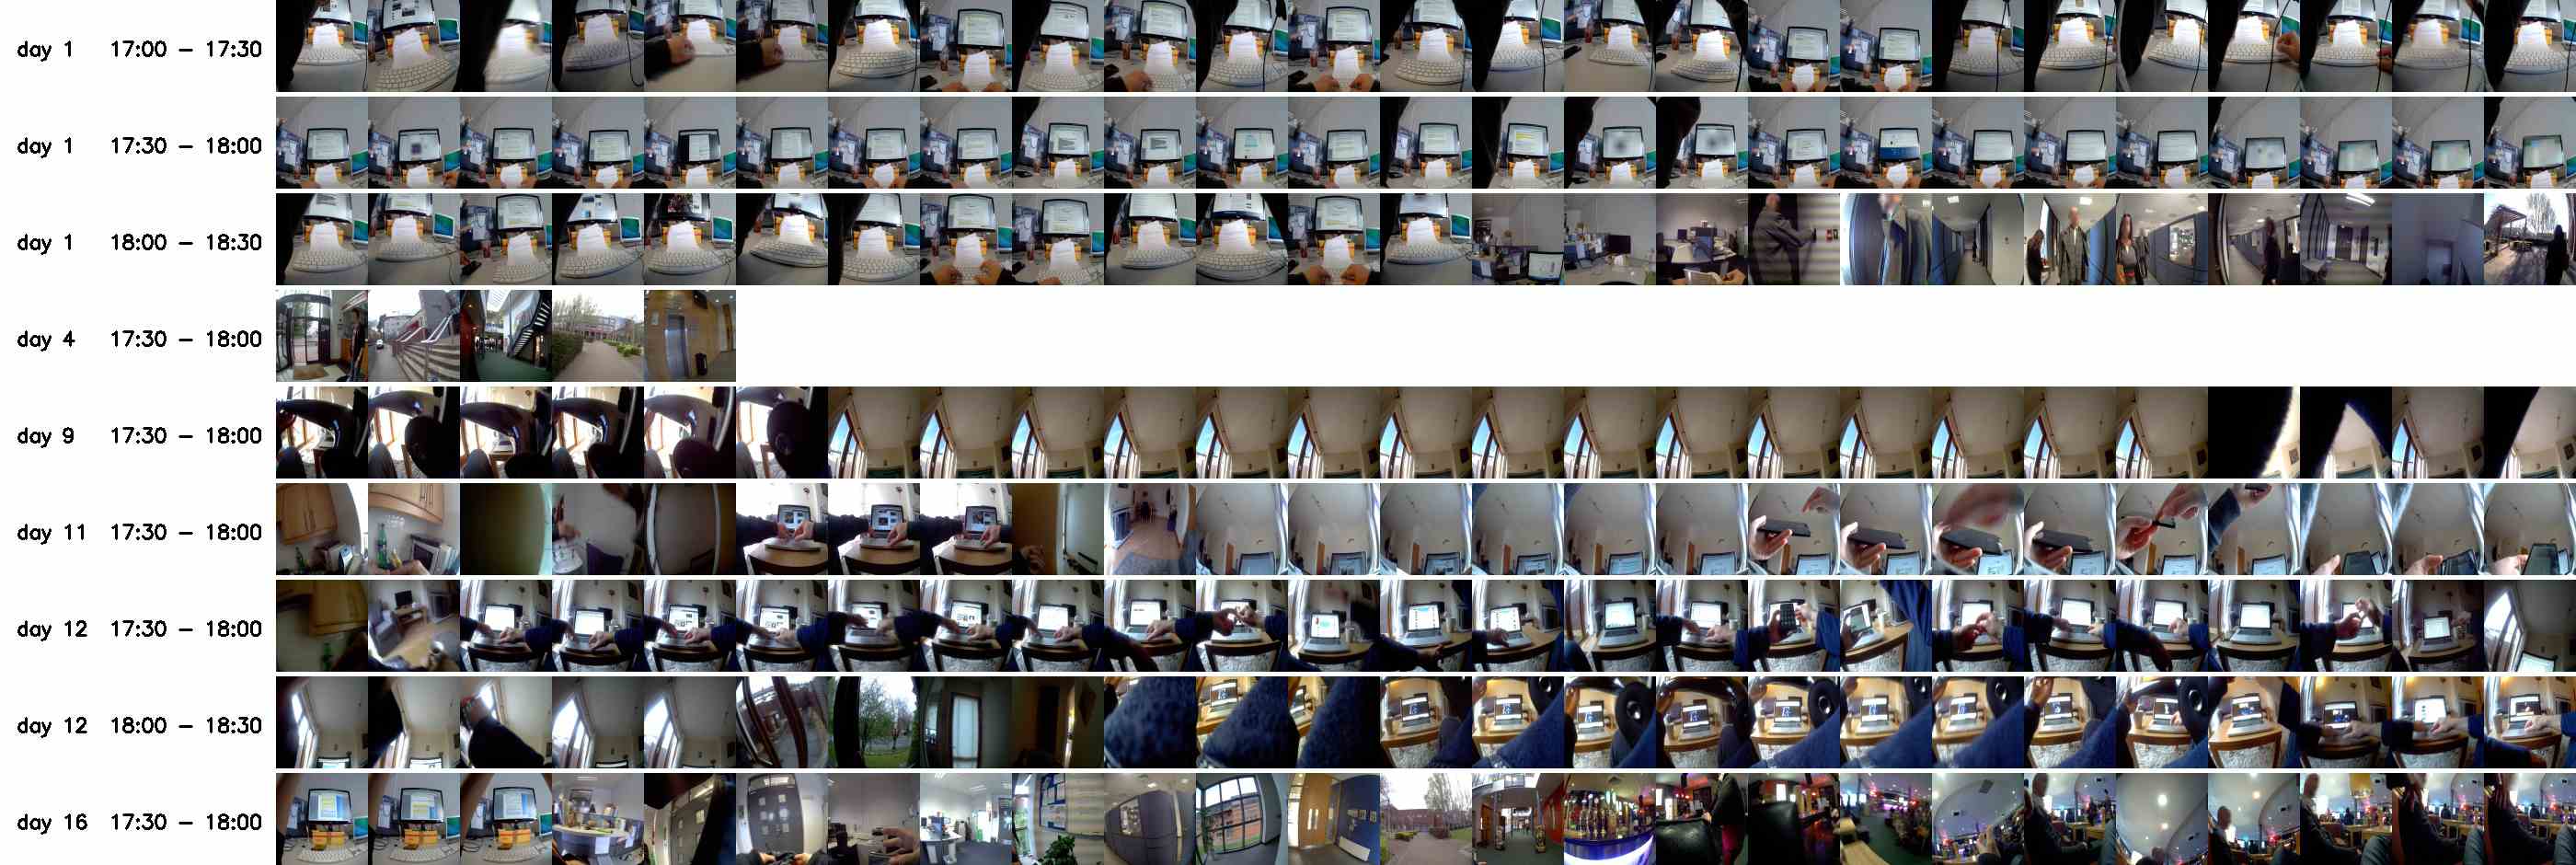 day 1 17:00 - 17:30
day 1 17:30 - 18:00
day 1 18:00 - 18:30
day 4 17:30 - 18:00
day 9 17:30 - 18:00
day 11 17:30 - 18:00
day 12 17:30 - 18:00
day 12 18:00 - 18:30
day 16 17:30 - 18:00